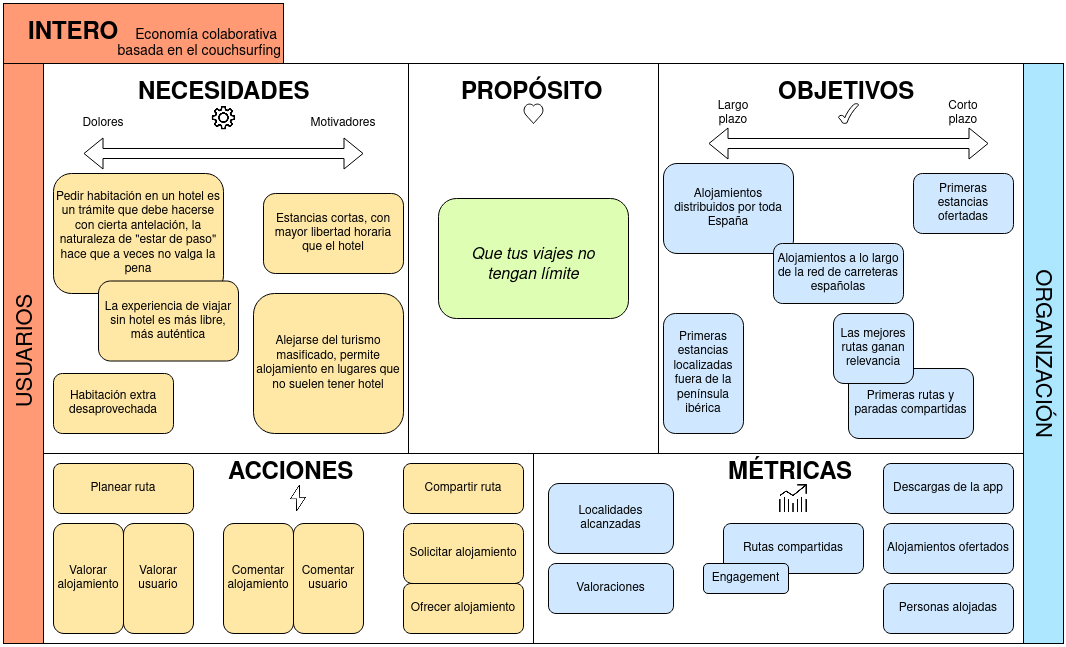 INTERO Economía colaborativa
basada en el couchsurfing
USUARIOS
NECESIDADES
Dolores
Motivadores
Pedir habitación en un hotel es
un trámite que debe hacerse
con cierta antelación, la
naturaleza de "estar de paso"
hace que a veces no valga la
pena
Estancias cortas, con
mayor libertad horaria
que el hotel
La experiencia de viajar
sin hotel es más libre,
más auténtica
Alejarse del turismo
masificado, permite
alojamiento en lugares que
no suelen tener hotel
Habitación extra
desaprovechada
PROPÓSITO
Que tus viajes no
tengan límite
OBJETIVOS
Largo
plazo
Corto
plazo
Alojamientos
distribuidos por toda
España
Primeras
estancias
ofertadas
Alojamientos a lo largo
de la red de carreteras
españolas
Primeras
estancias
localizadas
fuera de la
península
ibérica
Las mejores
rutas ganan
relevancia
Primeras rutas y
paradas compartidas
ORGANIZACIÓN
ACCIONES
Planear ruta
Compartir ruta
Valorar
alojamiento
Valorar
usuario
Comentar
alojamiento
Comentar
usuario
Solicitar alojamiento
Ofrecer alojamiento
MÉTRICAS
Localidades
alcanzadas
Descargas de la app
Rutas compartidas
Alojamientos ofertados
Engagement
Valoraciones
Personas alojadas